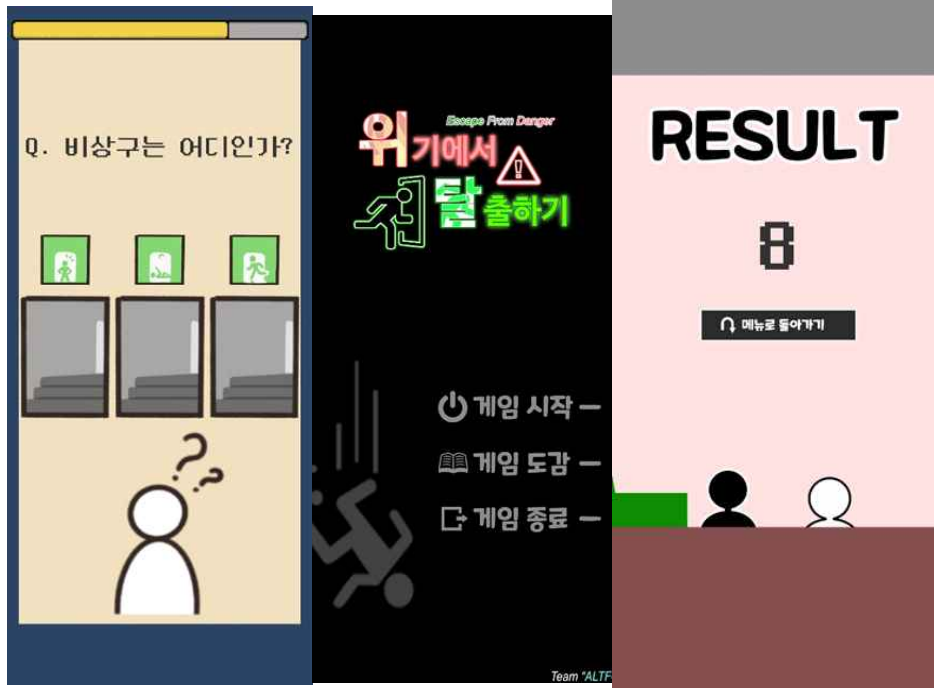 Q. 비상구는 어디인가?
Escape From Danger
위기에서
탈출하기
게임 시작
게임 도감
게임 종료
Team "ALTF
RESULT
8
메뉴로 돌아가기